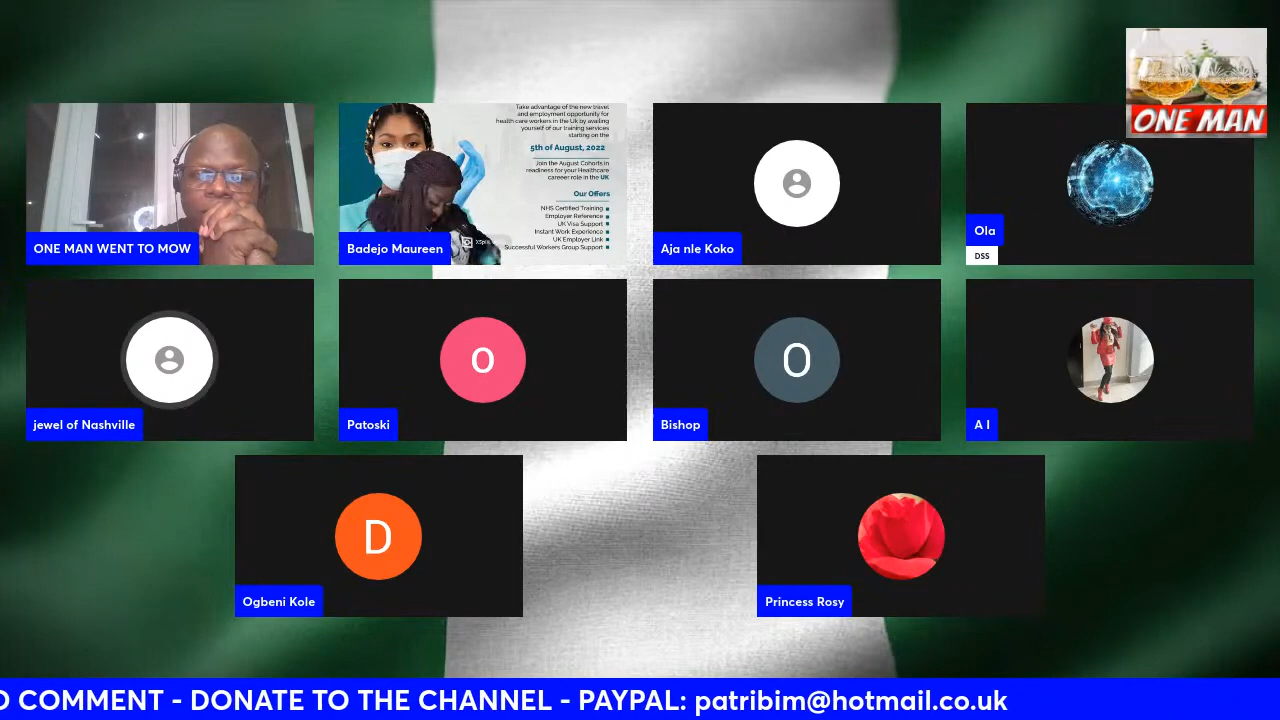 ONE MAN
ONE MAN WENT TO MOW
Take advantage of the new travel
and employment opportunity for
health care workers in the Uk by availing
yourself of our training services
starting on the
5th of August, 2022
Join the August Cohorts in
readiness for your Healthcare
careeer role in the UK
Our Offers
NHS Certified Training
Employer Reference
UK Visa Support
Instant Work Experience
UK Employer Link
Successful Workers Group Support
Badejo Maureen
Aja nle Koko
Ola
DSS
jewel of Nashville
O
Patoski
O
Bishop
A I
D
Ogbeni Kole
Princess Rosy
COMMENT - DONATE TO THE CHANNEL - PAYPAL: patribim@hotmail.co.uk